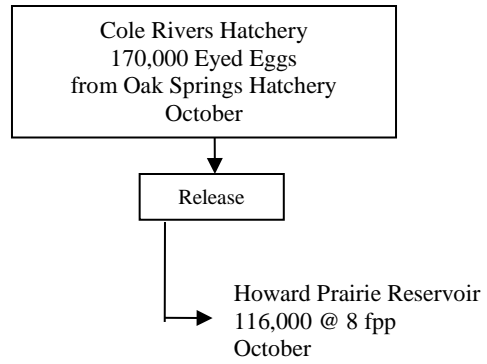 Cole Rivers Hatchery
170,000 Eyed Eggs
from Oak Springs Hatchery
October
Release
Howard Prairie Reservoir
116,000 @ 8 fpp
October